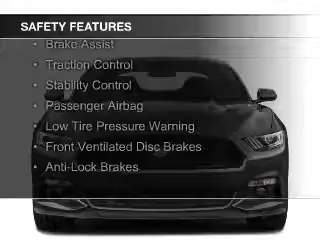 SAFETY FEATURES
• Brake Assist
• Traction Control
• Stability Control
• Passenger Airbag
• Low Tire Pressure Warning
• Front Ventilated Disc Brakes
• Anti-Lock Brakes